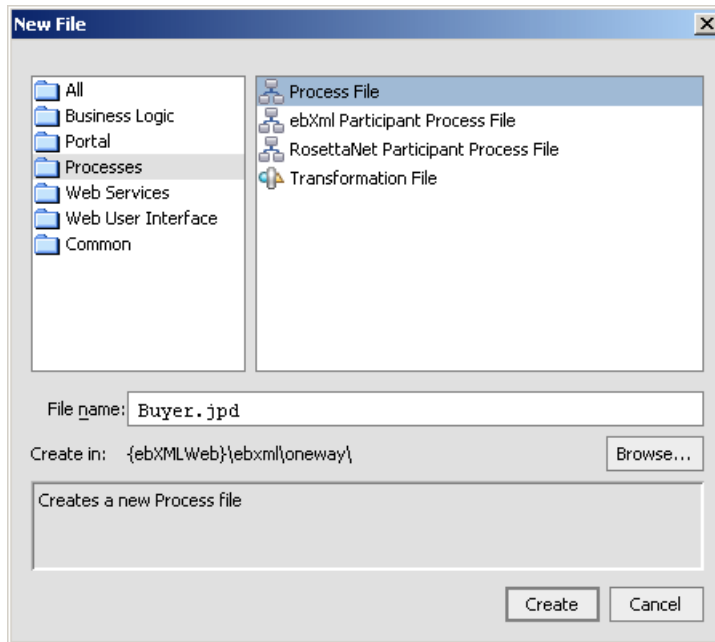 New File
All
Business Logic
Portal
Processes
Web Services
Web User Interface
Common
Process File
ebXml Participant Process File
RosettaNet Participant Process File
Transformation File
File name: Buyer.jpd
Create in: {ebXMLWeb}\ebxml\oneway\ Browse...
Creates a new Process file
Create Cancel